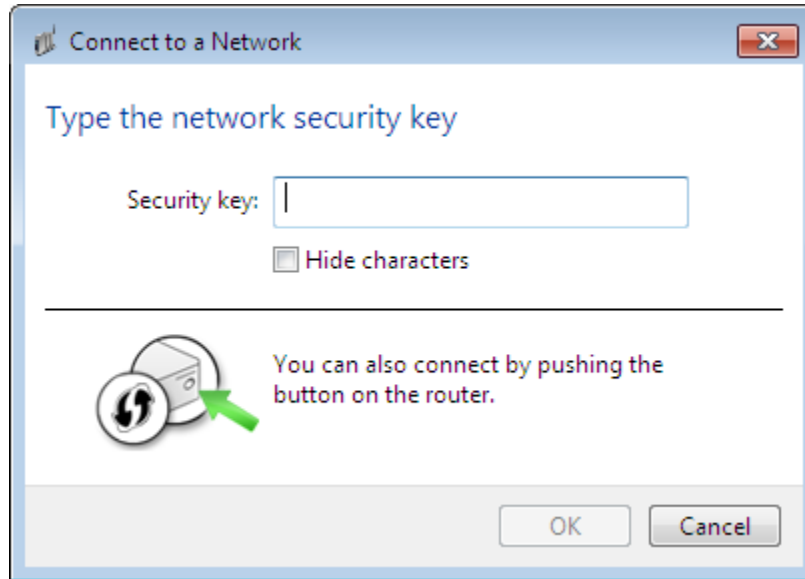 Connect to a Network
Type the network security key
Security key:
Hide characters
You can also connect by pushing the
button on the router.
OK Cancel